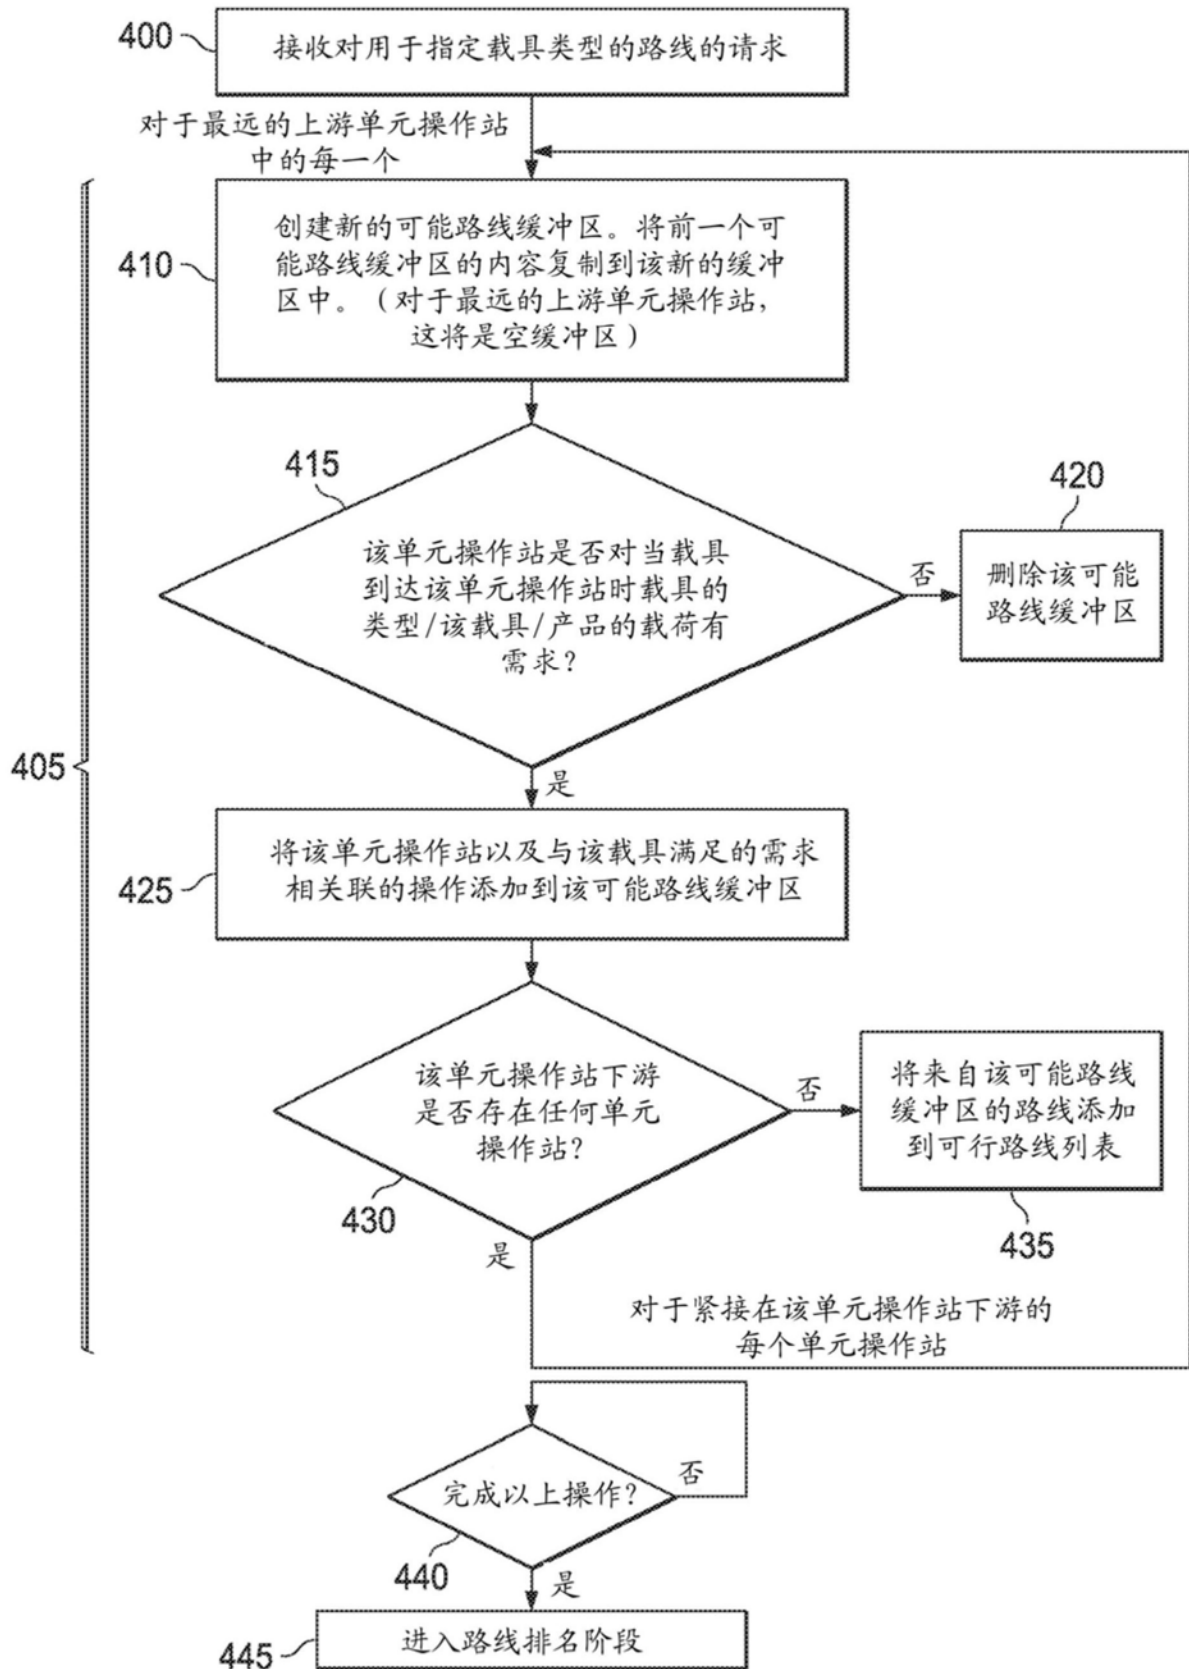 400
接收对用于指定载具类型的路线的请求
对于最远的上游单元操作站
中的每一个
410
创建新的可能路线缓冲区。将前一个可
能路线缓冲区的内容复制到该新的缓冲
区中。（对于最远的上游单元操作站，
这将是空缓冲区）
415
该单元操作站是否对当载具
到达该单元操作站时载具的
类型/该载具/产品的载荷有
需求?
否
420
删除该可能
路线缓冲区
405
是
425
将该单元操作站以及与该载具满足的需求
相关联的操作添加到该可能路线缓冲区
该单元操作站下游
是否存在任何单元
操作站?
430
否
将来自该可能路线
缓冲区的路线添加
到可行路线列表
435
是
对于紧接在该单元操作站下游的
每个单元操作站
完成以上操作?
否
440
是
445
进入路线排名阶段